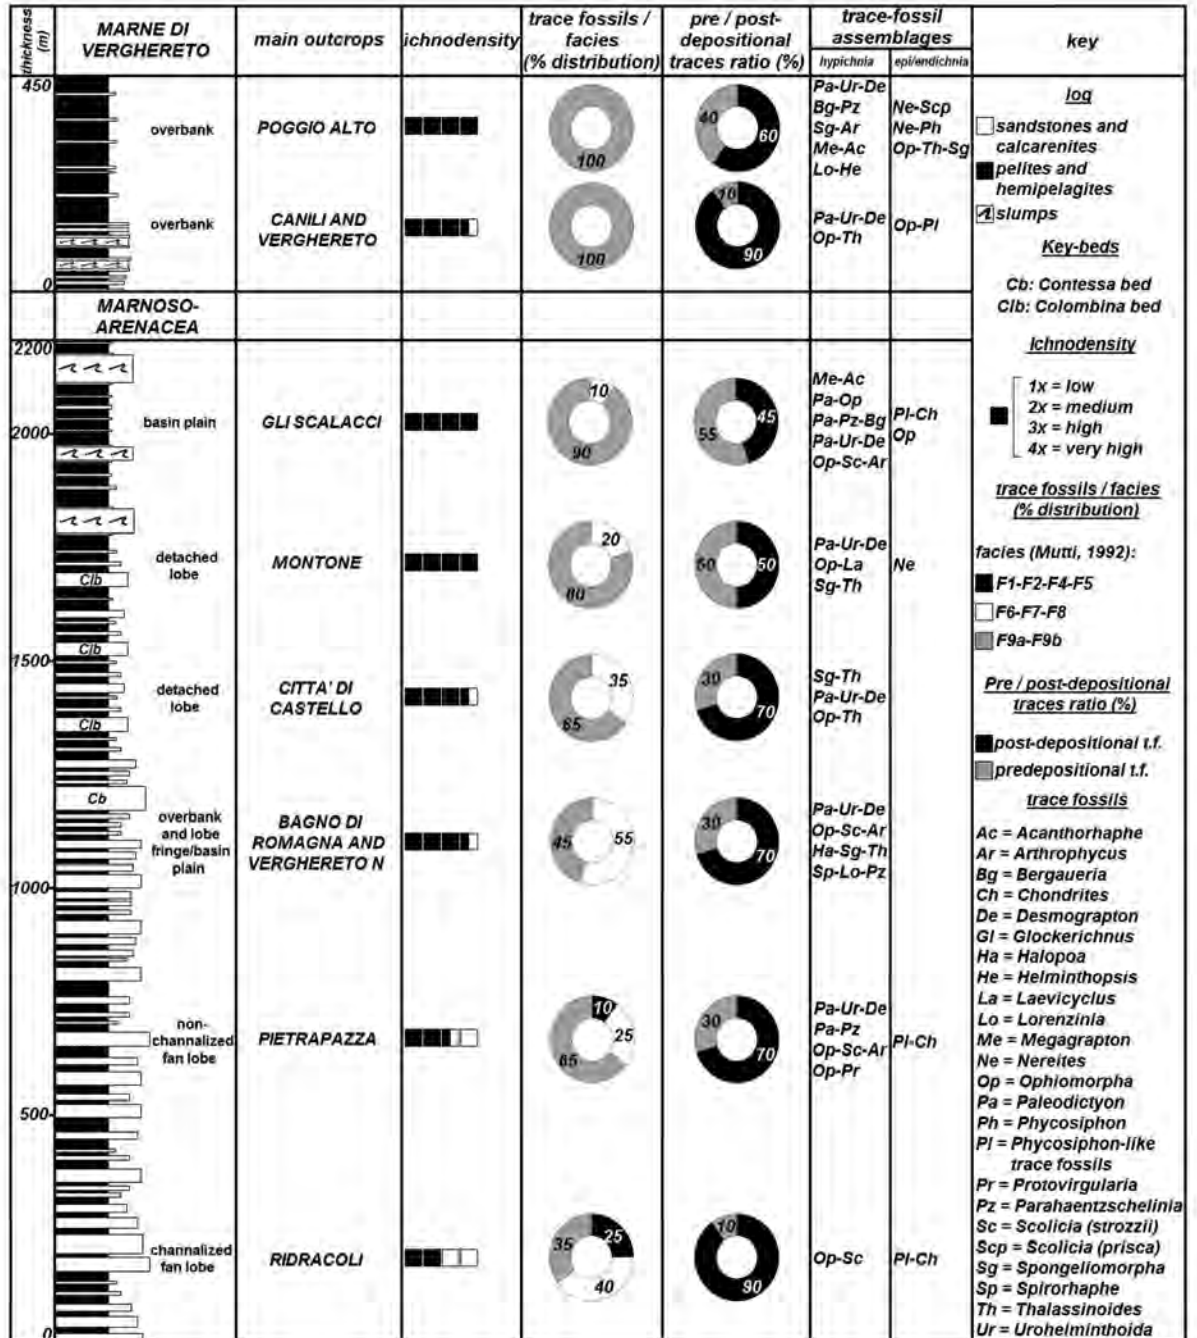 thickness (m)
MARNE DI
VERGHERETO
main outcrops
ichnodensity
trace fossils /
facies
(% distribution)
pre / post-
depositional
traces ratio (%)
trace-fossil
assemblages
hypichnia
epi/endichnia
key
450
overbank
POGGIO ALTO
100
40
60
Pa-Ur-De
Bg-Pz
Sg-Ar
Me-Ac
Lo-He
Ne-Scp
Ne-Ph
Op-Th-Sg
overbank
CANILI AND
VERGHERETO
100
10
90
Pa-Ur-De
Op-Th
Op-Pl
0
MARNOSO-
ARENACEA
2200
2000
basin plain
GLI SCALACCI
10
90
45
55
Me-Ac
Pa-Op
Pa-Pz-Bg
Pa-Ur-De
Op-Sc-Ar
Pl-Ch
Op
detached
lobe
Clb
MONTONE
20
80
50
50
Pa-Ur-De
Op-La
Sg-Th
Ne
Clb
1500
detached
lobe
Clb
CITTA' DI
CASTELLO
35
65
30
70
Sg-Th
Pa-Ur-De
Op-Th
Cb
overbank
and lobe
fringe/basin
plain
BAGNO DI
ROMAGNA AND
VERGHERETO N
45
55
30
70
Pa-Ur-De
Op-Sc-Ar
Ha-Sg-Th
Sp-Lo-Pz
1000
non-
channalized
fan lobe
PIETRAPAZZA
10
25
65
30
70
Pa-Ur-De
Pa-Pz
Op-Sc-Ar
Op-Pr
Pl-Ch
500
channalized
fan lobe
RIDRACOLI
35
25
40
10
90
Op-Sc
Pl-Ch
0
log
sandstones and
calcarenites
pelites and
hemipelagites
slumps
Key-beds
Cb: Contessa bed
Clb: Colombina bed
Ichnodensity
1x = low
2x = medium
3x = high
4x = very high
trace fossils / facies
(% distribution)
facies (Mutti, 1992):
F1-F2-F4-F5
F6-F7-F8
F9a-F9b
Pre / post-depositional
traces ratio (%)
post-depositional t.f.
predepositional t.f.
trace fossils
Ac = Acanthorhaphe
Ar = Arthrophycus
Bg = Bergaueria
Ch = Chondrites
De = Desmograpton
Gl = Glockerichnus
Ha = Halopoa
He = Helminthopsis
La = Laevicyclus
Lo = Lorenzinia
Me = Megagrapton
Ne = Nereites
Op = Ophiomorpha
Pa = Paleodictyon
Ph = Phycosiphon
Pl = Phycosiphon-like
trace fossils
Pr = Protovirgularia
Pz = Parahaentzschelinia
Sc = Scolicia (strozzii)
Scp = Scolicia (prisca)
Sg = Spongeliomorpha
Sp = Spirorhaphe
Th = Thalassinoides
Ur = Urohelminthoida